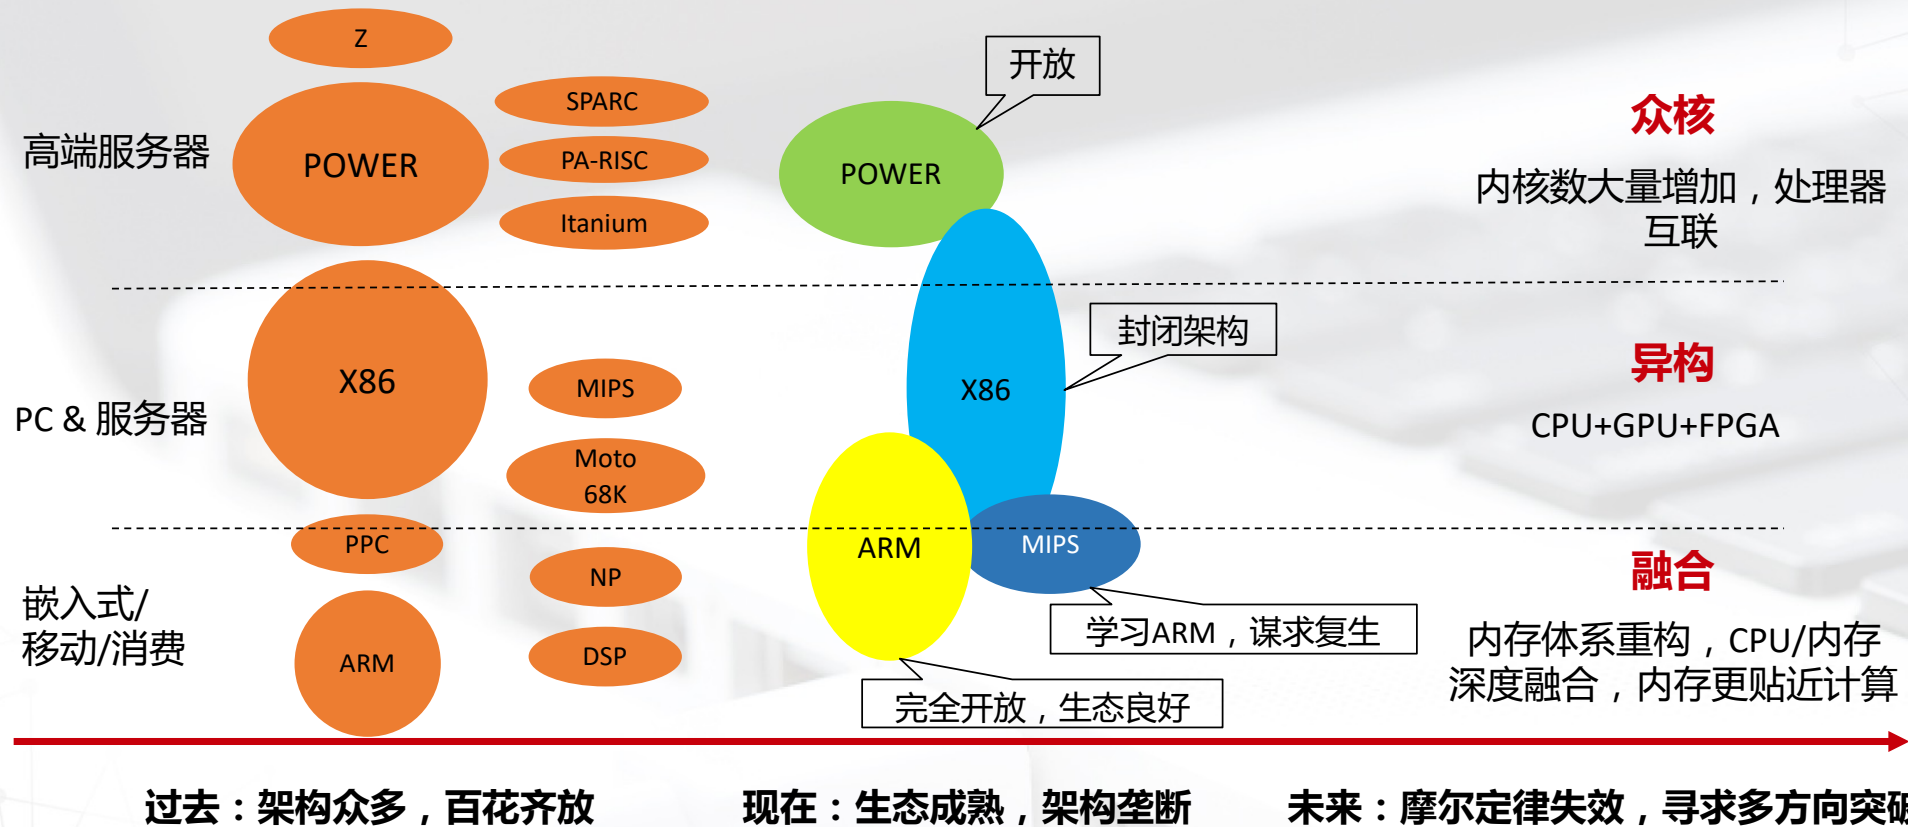 Z
SPARC
高端服务器
POWER
PA-RISC
Itanium
开放
POWER
众核
内核数大量增加，处理器
互联
X86
PC & 服务器
MIPS
Moto
68K
封闭架构
X86
异构
CPU+GPU+FPGA
PPC
嵌入式/
移动/消费
NP
ARM
DSP
ARM
MIPS
学习ARM，谋求复生
完全开放，生态良好
融合
内存体系重构，CPU/内存
深度融合，内存更贴近计算
过去：架构众多，百花齐放
现在：生态成熟，架构垄断
未来：摩尔定律失效，寻求多方向突破